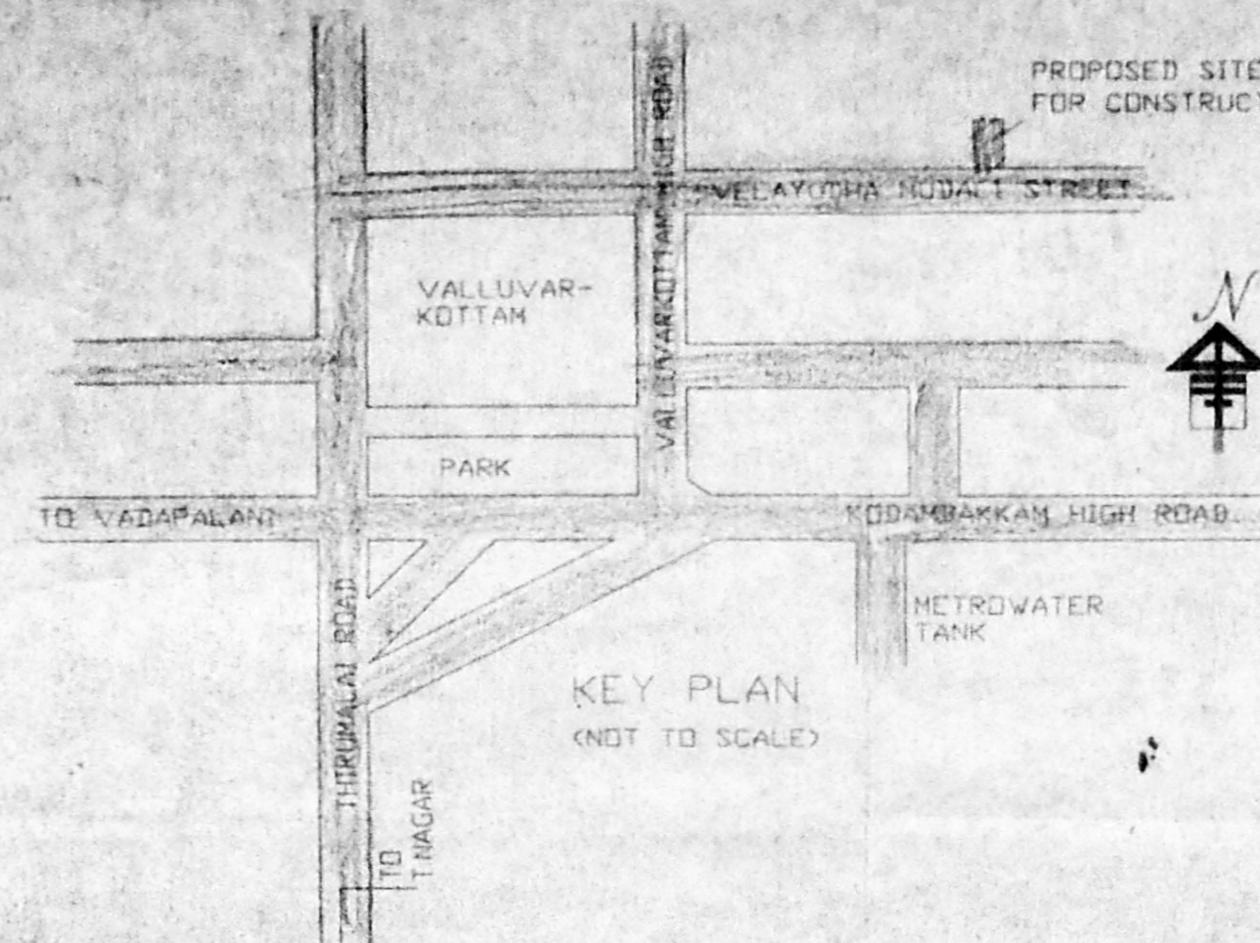 PROPOSED SITE
FOR CONSTRUC
VELAYUDHA MUDALI STREET
VALLUVARKOTTAM HIGH ROAD
VALLUVAR-
KOTTAM
N
PARK
TO VADAPALANI
KODAMBAKKAM HIGH ROAD.
METROWATER
TANK
THIRUMALAI ROAD
KEY PLAN
(NOT TO SCALE)
TO
T.NAGAR